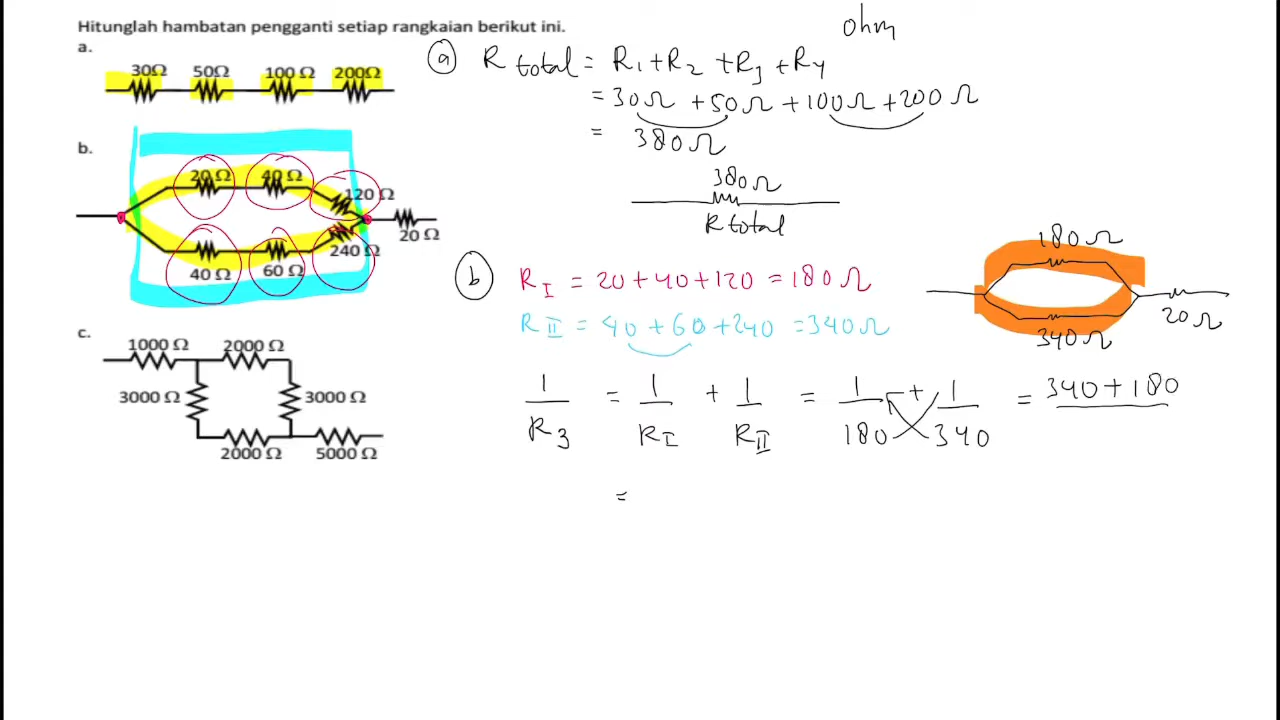 Hitunglah hambatan pengganti setiap rangkaian berikut ini.
a.
30Ω 50Ω 100 Ω 200Ω
b.
20 Ω 40 Ω 120 Ω
20 Ω
40 Ω 60 Ω 240 Ω
c.
1000 Ω 2000 Ω
3000 Ω 3000 Ω
2000 Ω 5000 Ω
ohm
a R total = R1 + R2 + R3 + R4
= 30Ω + 50Ω + 100Ω + 200Ω
= 380Ω
380Ω
R total
b RI = 20 + 40 + 120 = 180 Ω
RII = 40 + 60 + 240 = 340Ω
180 Ω
340 Ω
20 Ω
1/R3 = 1/RI + 1/RII = 1/180 + 1/340 = 340 + 180
=